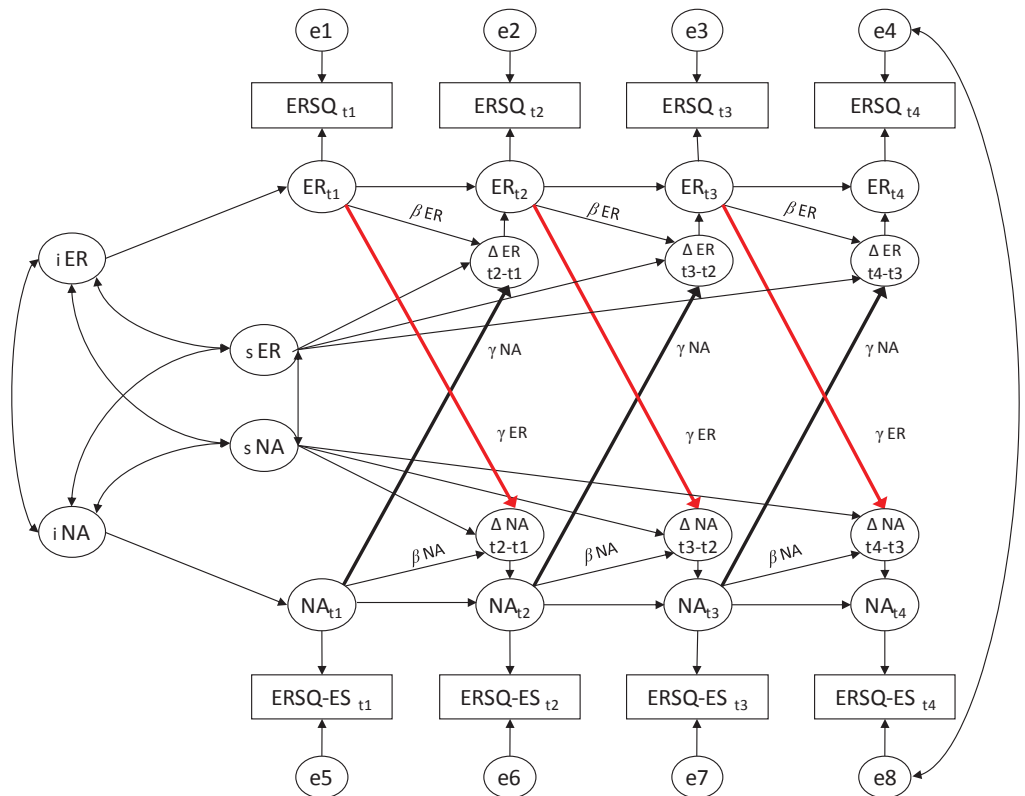 e1 e2 e3 e4
ERSQ t1 ERSQ t2 ERSQ t3 ERSQ t4
ERt1 ERt2 ERt3 ERt4
β ER β ER β ER
Δ ER Δ ER Δ ER
t2-t1 t3-t2 t4-t3
i ER
s ER
γ NA γ NA γ NA
s NA
γ ER γ ER γ ER
i NA
Δ NA Δ NA Δ NA
t2-t1 t3-t2 t4-t3
β NA β NA β NA
NAt1 NAt2 NAt3 NAt4
ERSQ-ES t1 ERSQ-ES t2 ERSQ-ES t3 ERSQ-ES t4
e5 e6 e7 e8